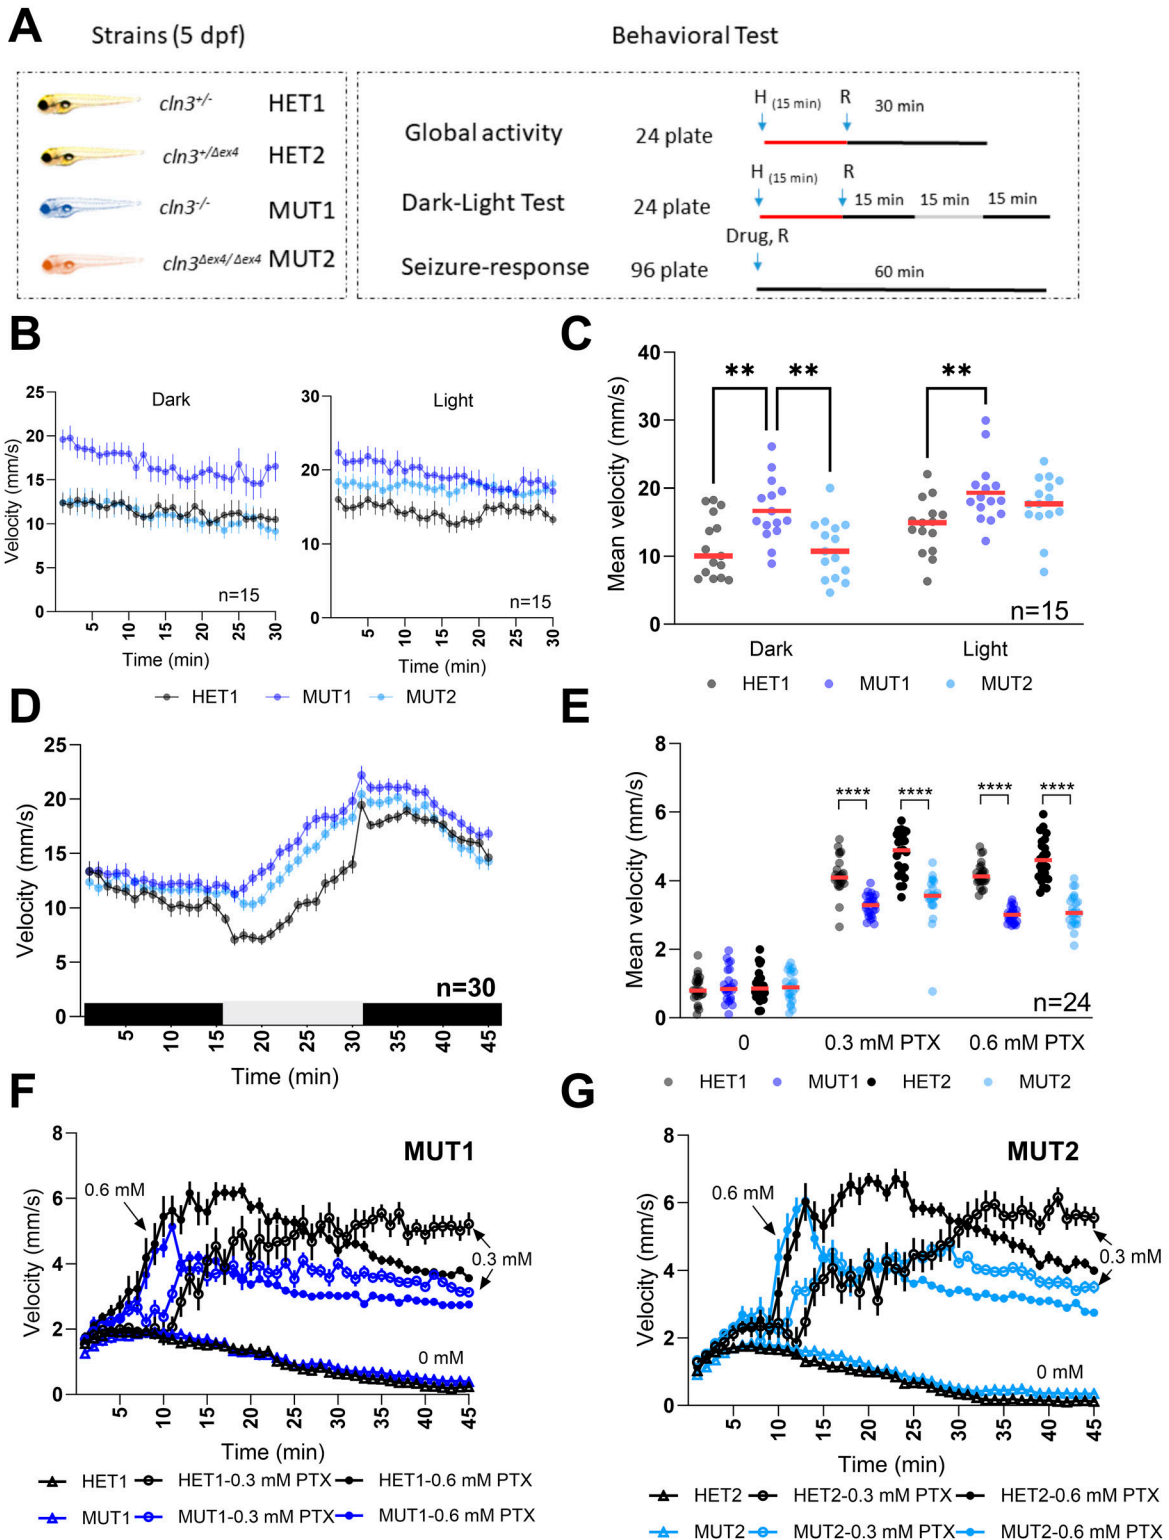 A
Strains (5 dpf)
Behavioral Test
cln3+/- HET1
cln3+/Δex4 HET2
cln3-/- MUT1
cln3Δex4/Δex4 MUT2
Global activity 24 plate H (15 min) R 30 min
Dark-Light Test 24 plate H (15 min) R 15 min 15 min 15 min
Seizure-response 96 plate Drug, R 60 min
B
Dark
Velocity (mm/s)
25
20
15
10
5
0
n=15
5 10 15 20 25 30
Time (min)
Light
30
20
10
0
n=15
5 10 15 20 25 30
Time (min)
HET1 MUT1 MUT2
C
Mean velocity (mm/s)
40
30
20
10
0
** ** **
n=15
Dark Light
HET1 MUT1 MUT2
D
Velocity (mm/s)
25
20
15
10
5
0
n=30
5 10 15 20 25 30 35 40 45
Time (min)
E
Mean velocity (mm/s)
8
6
4
2
0
**** **** **** ****
n=24
0 0.3 mM PTX 0.6 mM PTX
HET1 MUT1 HET2 MUT2
F
MUT1
Velocity (mm/s)
8
6
4
2
0
0.6 mM
0.3 mM
0 mM
5 10 15 20 25 30 35 40 45
Time (min)
HET1 HET1-0.3 mM PTX HET1-0.6 mM PTX
MUT1 MUT1-0.3 mM PTX MUT1-0.6 mM PTX
G
MUT2
Velocity (mm/s)
8
6
4
2
0
0.6 mM
0.3 mM
0 mM
5 10 15 20 25 30 35 40 45
Time (min)
HET2 HET2-0.3 mM PTX HET2-0.6 mM PTX
MUT2 MUT2-0.3 mM PTX MUT2-0.6 mM PTX